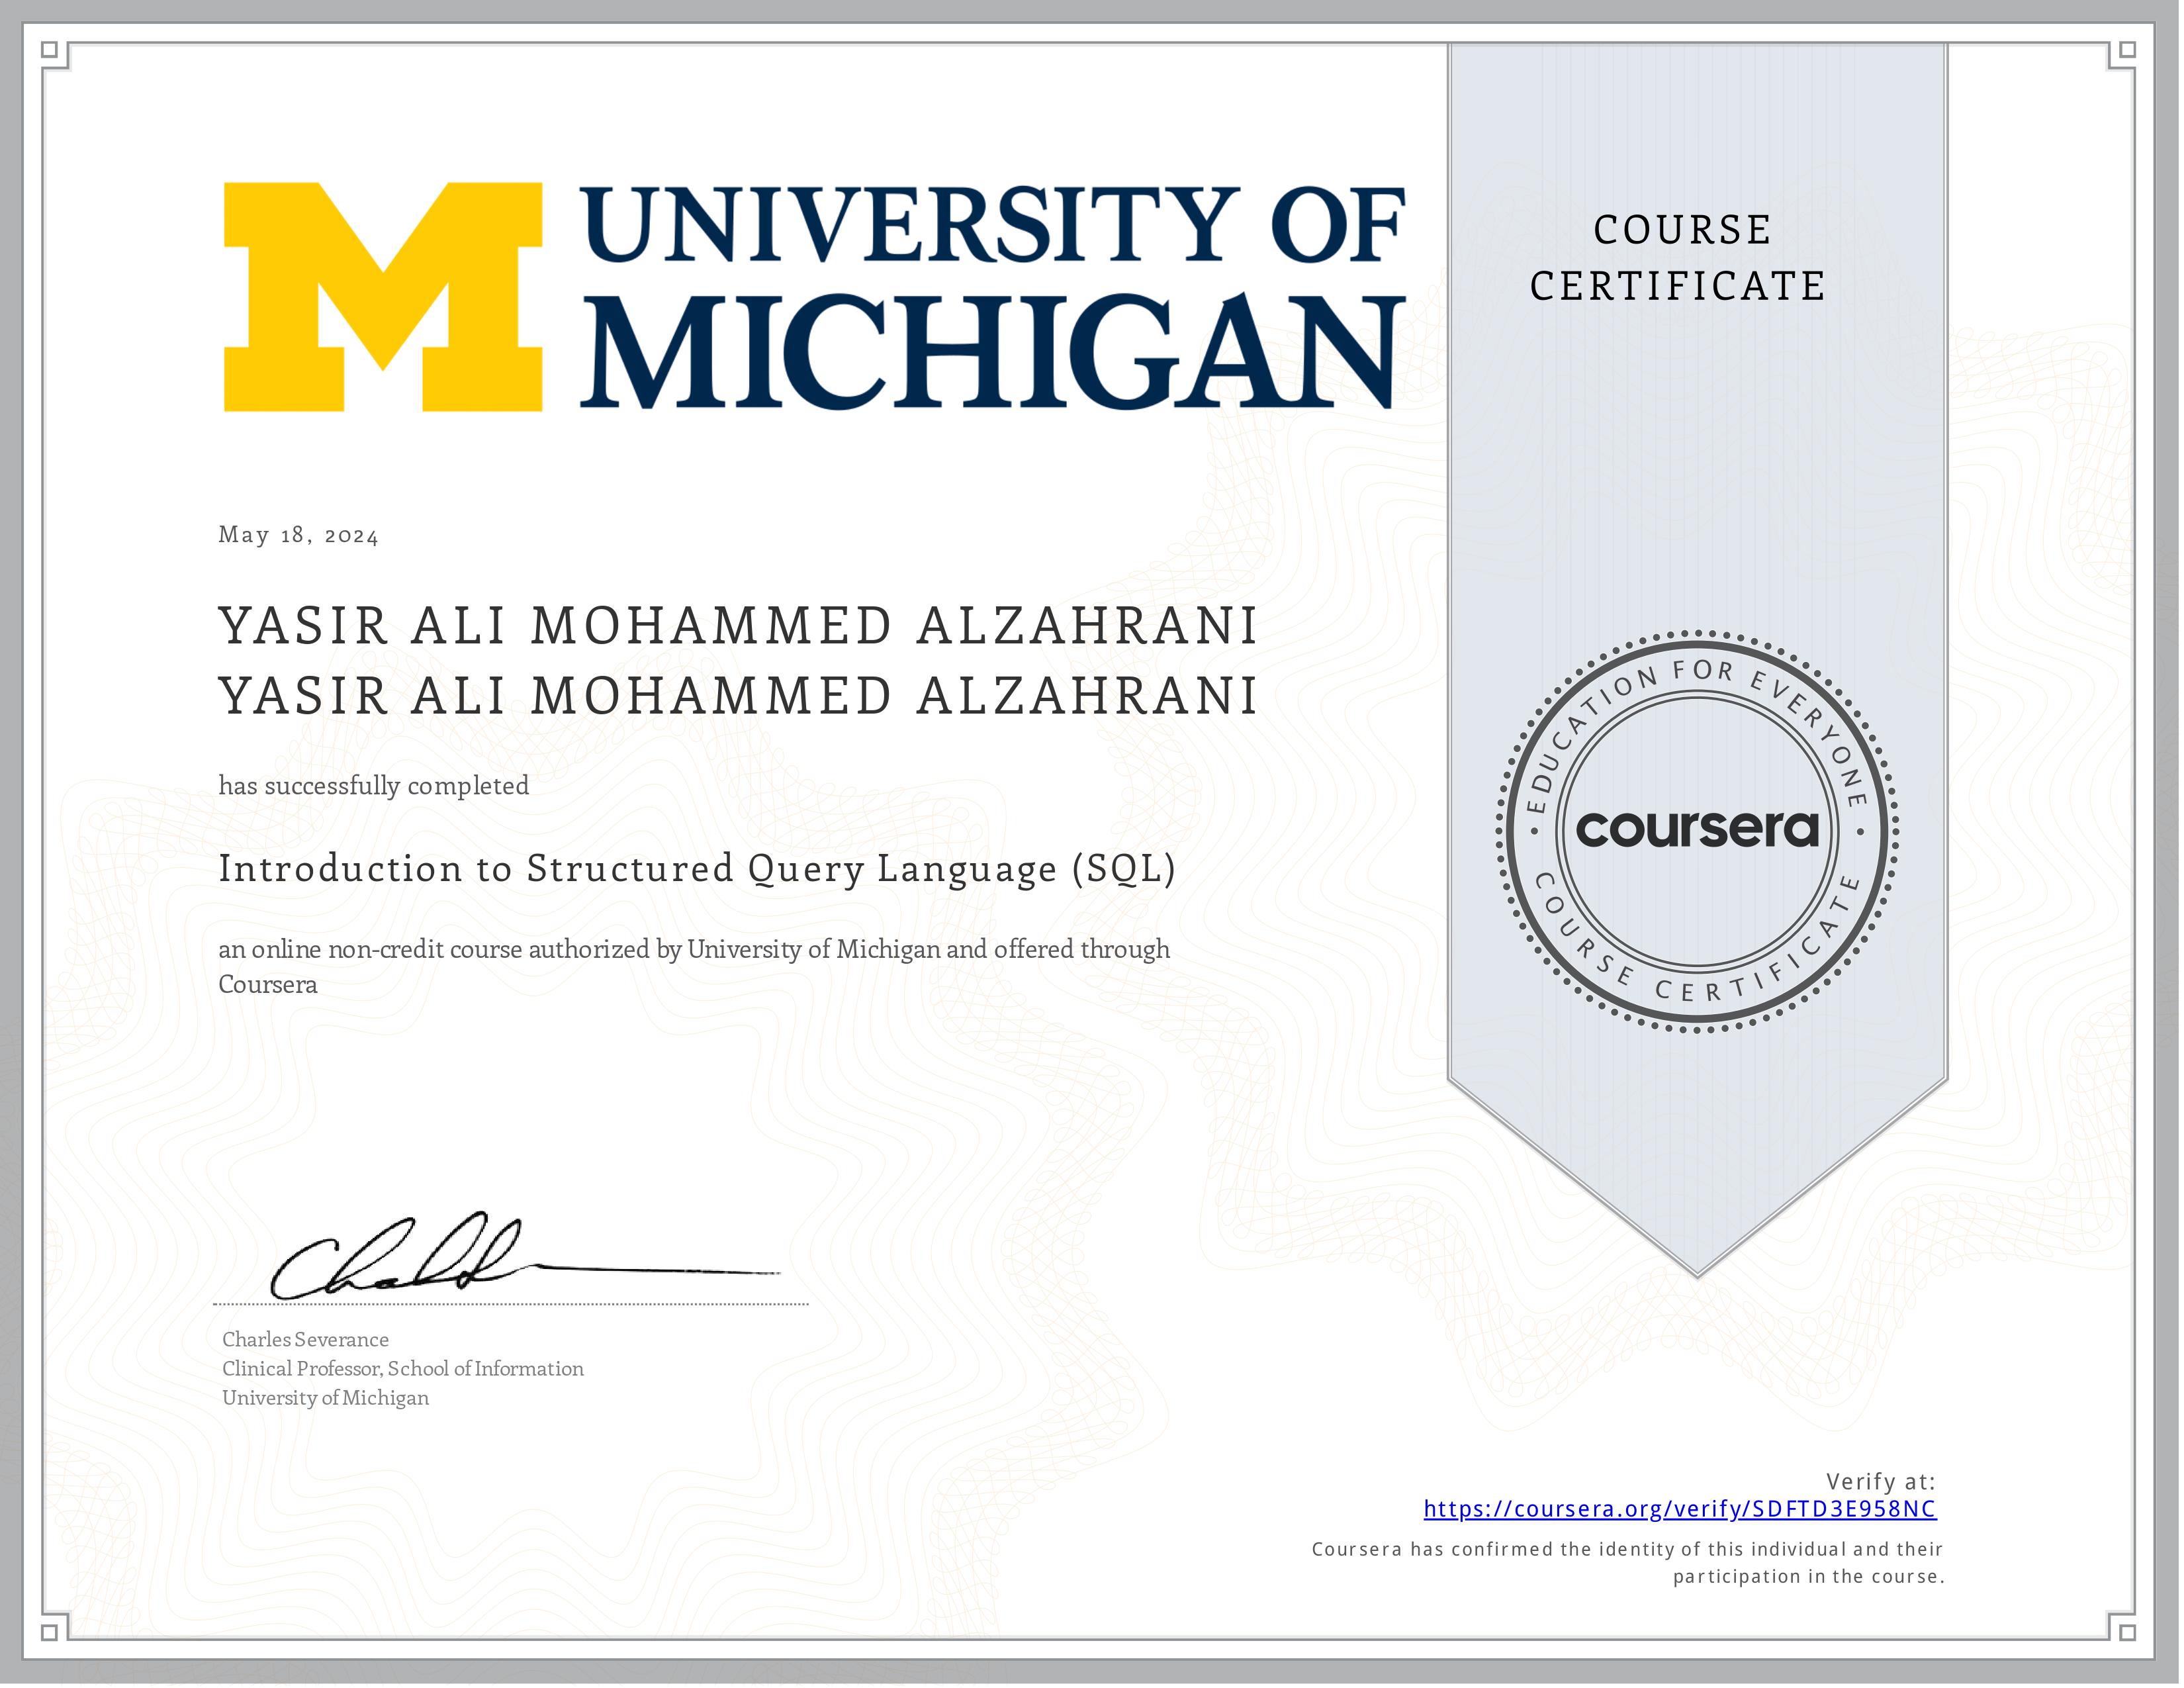 UNIVERSITY OF
MICHIGAN
COURSE
CERTIFICATE
May 18, 2024
YASIR ALI MOHAMMED ALZAHRANI
YASIR ALI MOHAMMED ALZAHRANI
has successfully completed
Introduction to Structured Query Language (SQL)
an online non-credit course authorized by University of Michigan and offered through
Coursera
EDUCATION FOR EVERYONE
coursera
COURSE CERTIFICATE
Charles Severance
Clinical Professor, School of Information
University of Michigan
Verify at:
https://coursera.org/verify/SDFTD3E958NC
Coursera has confirmed the identity of this individual and their
participation in the course.